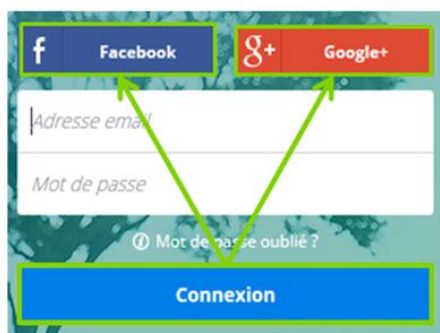 f Facebook g+ Google+
Adresse email
Mot de passe
i Mot de passe oublié ?
Connexion